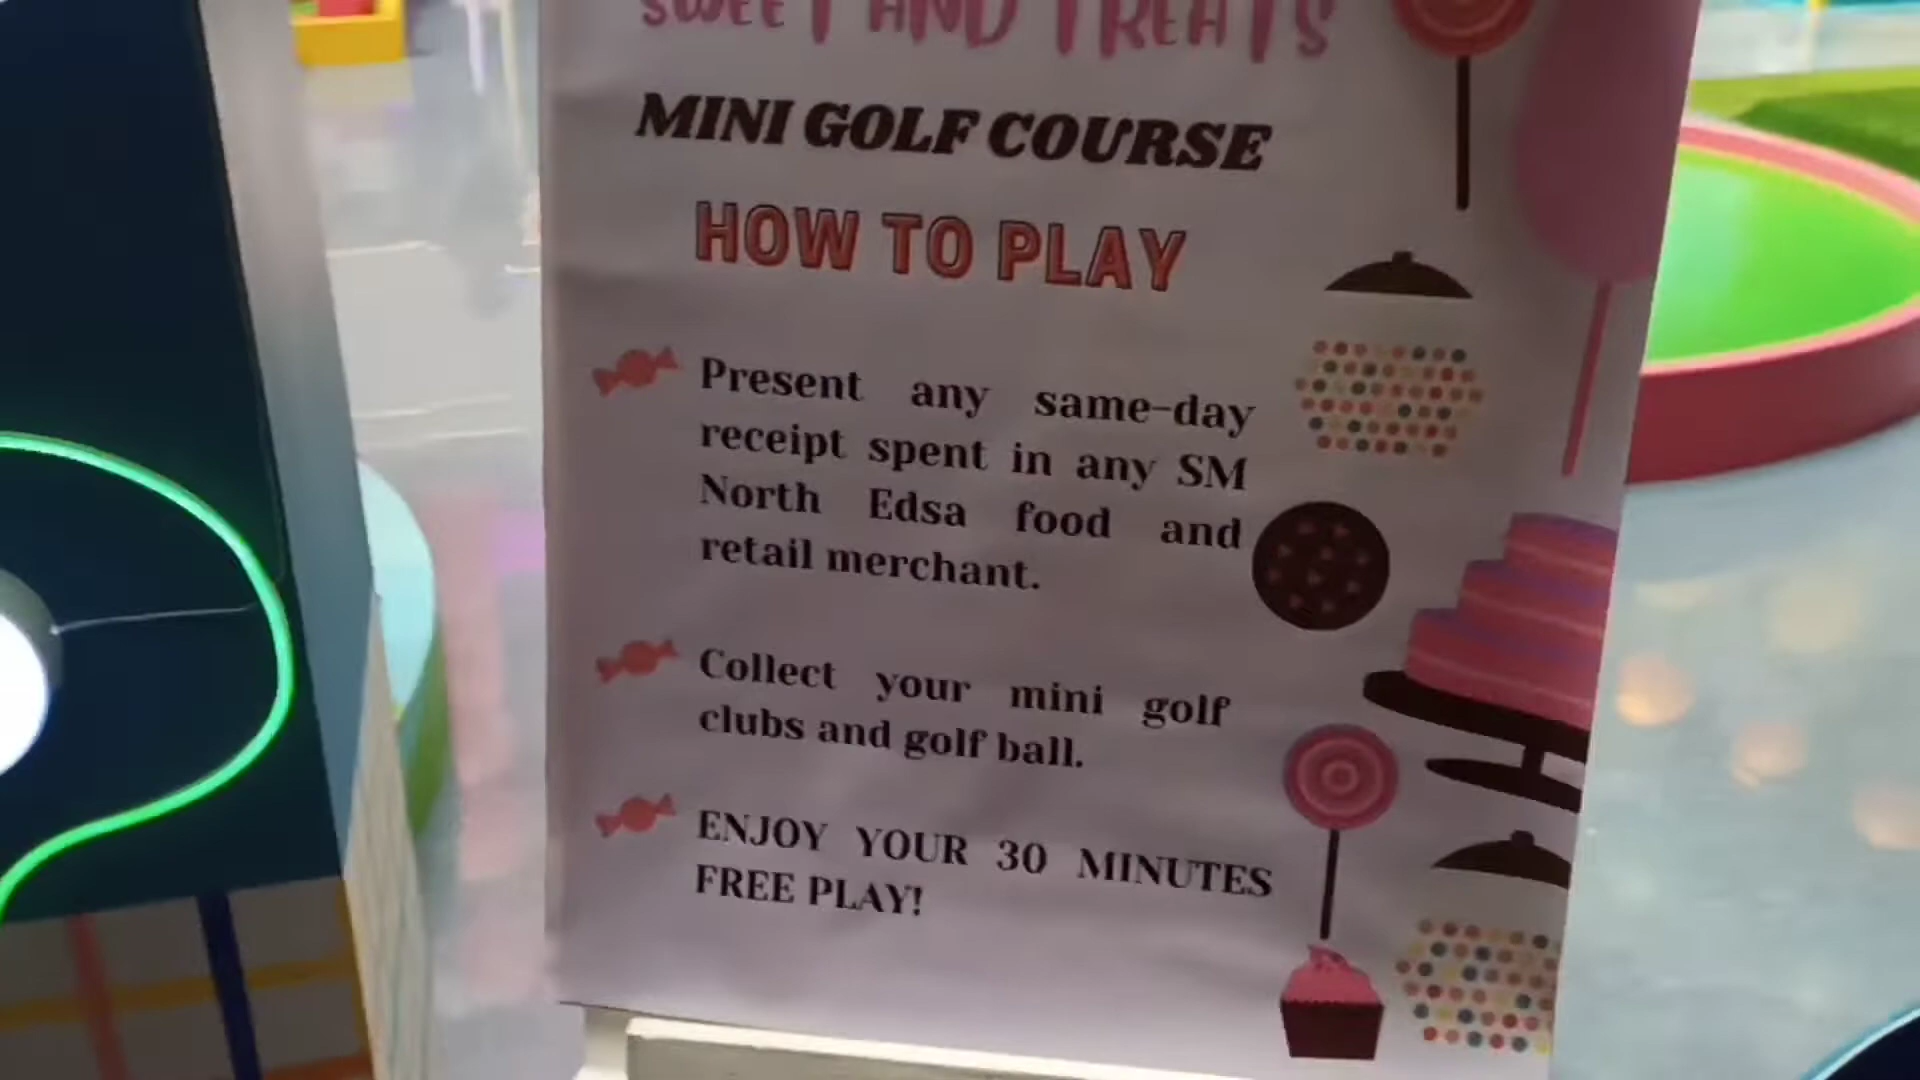 SWEET AND TREATS
MINI GOLF COURSE
HOW TO PLAY
Present any same-day
receipt spent in any SM
North Edsa food and
retail merchant.
Collect your mini golf
clubs and golf ball.
ENJOY YOUR 30 MINUTES
FREE PLAY!